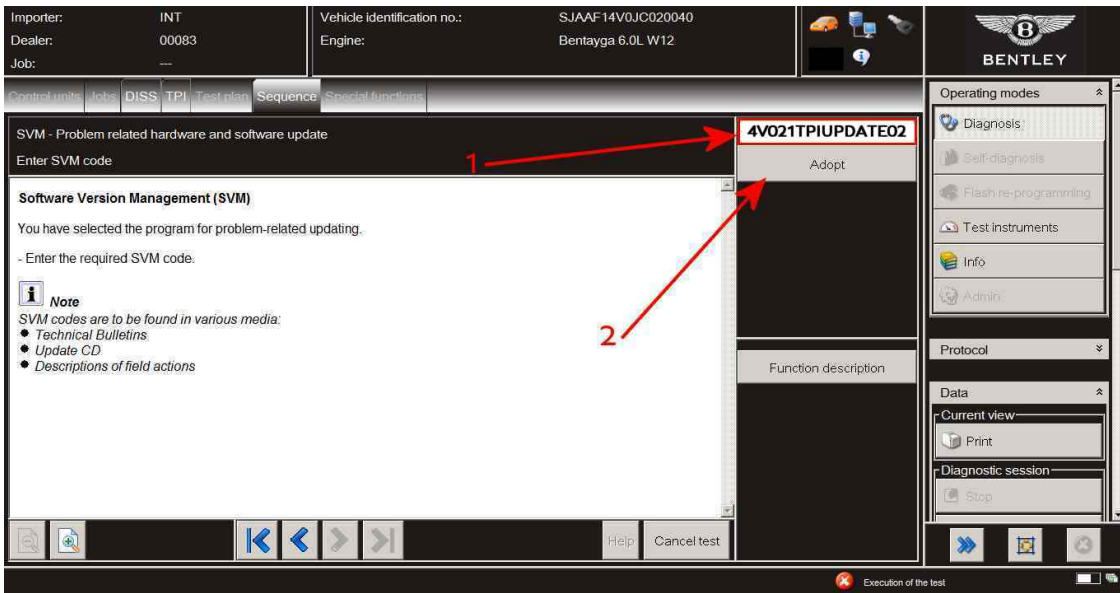 Importer: INT
Dealer: 00083
Job: ---
Vehicle identification no.: SJAAF14V0JC020040
Engine: Bentayga 6.0L W12
B
BENTLEY
Control units Jobs DISS TPI Test plan Sequence Special functions
SVM - Problem related hardware and software update
Enter SVM code
1
4V021TPIUPDATE02
Adopt
Software Version Management (SVM)
You have selected the program for problem-related updating.
- Enter the required SVM code.
i Note
SVM codes are to be found in various media:
● Technical Bulletins
● Update CD
● Descriptions of field actions
2
Function description
Help
Cancel test
Operating modes
Diagnosis
Self-diagnosis
Flash re-programming
Test instruments
Info
Admin
Protocol
Data
Current view
Print
Diagnostic session
Stop
Execution of the test